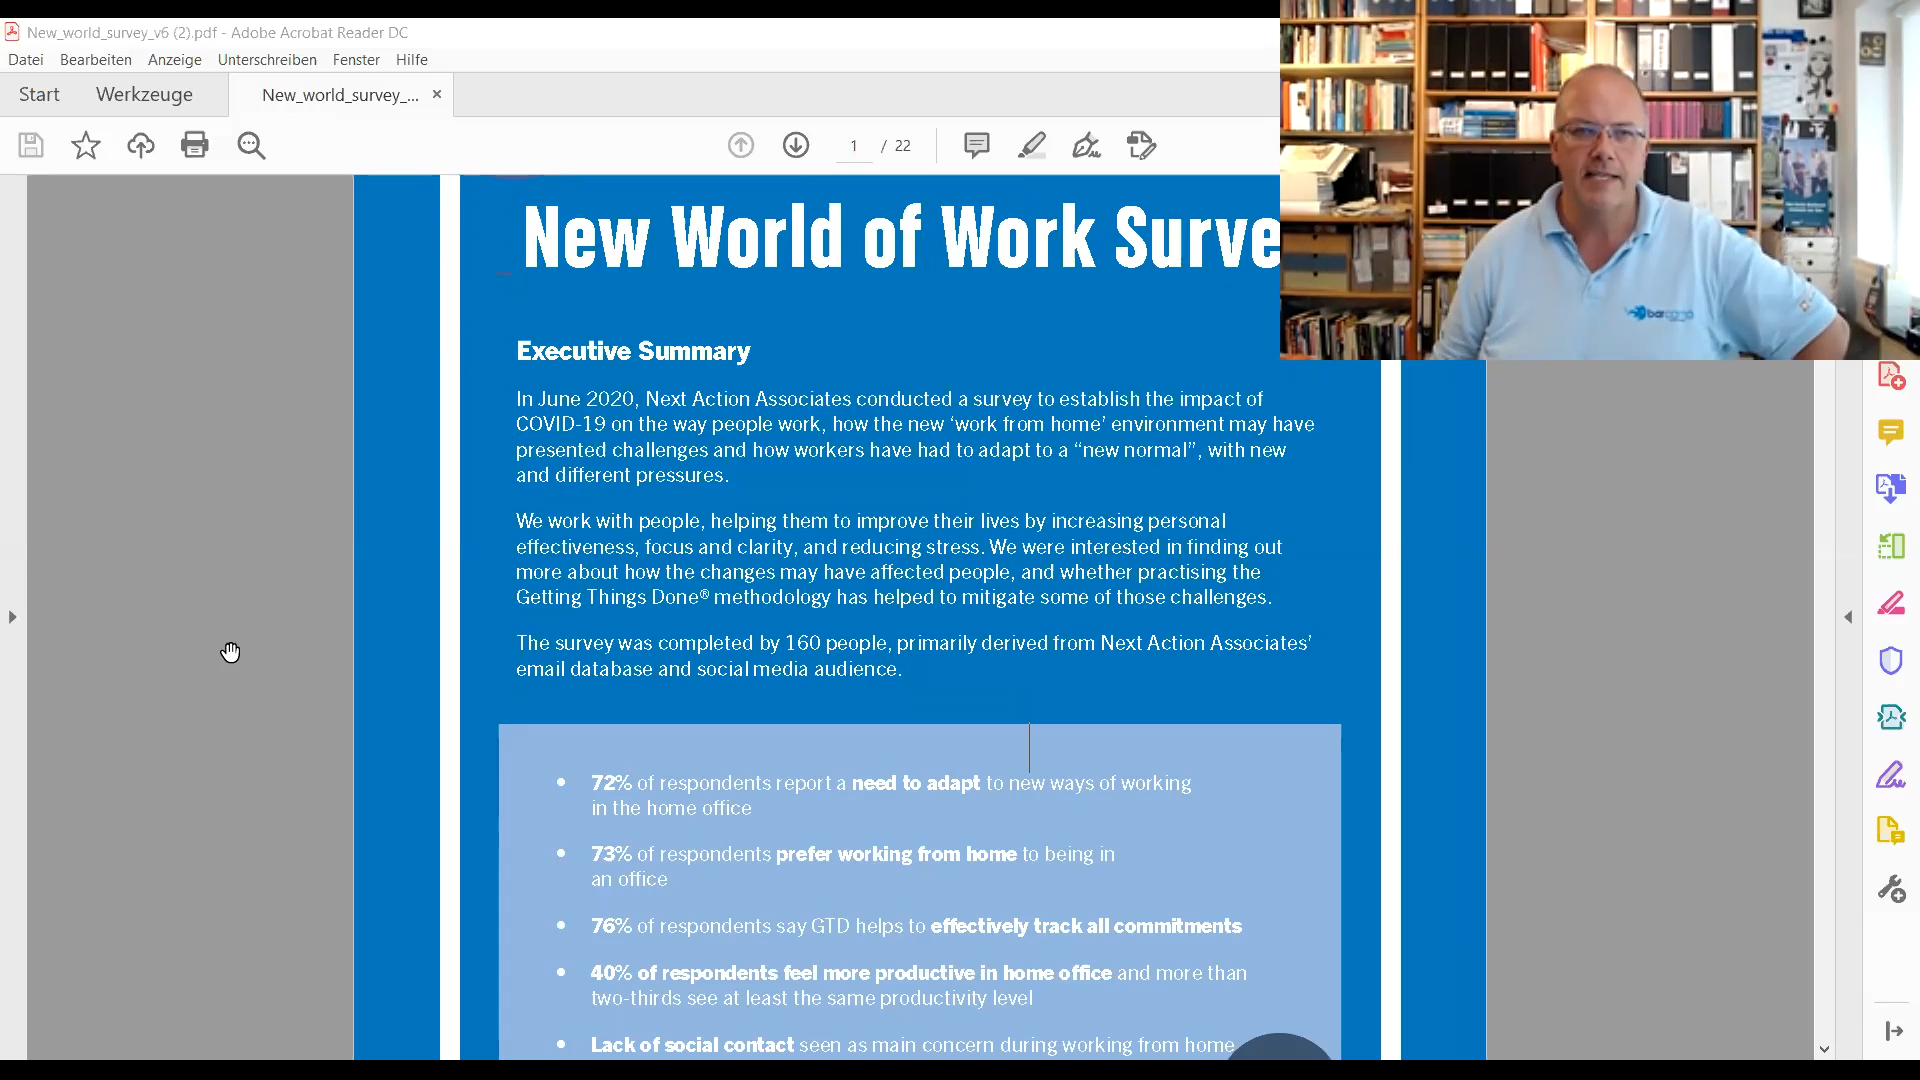 New_world_survey_v6 (2).pdf - Adobe Acrobat Reader DC
Datei Bearbeiten Anzeige Unterschreiben Fenster Hilfe
Start Werkzeuge New_world_survey_... ×
1 / 22
New World of Work Surve
Executive Summary
In June 2020, Next Action Associates conducted a survey to establish the impact of
COVID-19 on the way people work, how the new ‘work from home’ environment may have
presented challenges and how workers have had to adapt to a “new normal”, with new
and different pressures.
We work with people, helping them to improve their lives by increasing personal
effectiveness, focus and clarity, and reducing stress. We were interested in finding out
more about how the changes may have affected people, and whether practising the
Getting Things Done® methodology has helped to mitigate some of those challenges.
The survey was completed by 160 people, primarily derived from Next Action Associates’
email database and social media audience.
• 72% of respondents report a need to adapt to new ways of working
in the home office
• 73% of respondents prefer working from home to being in
an office
• 76% of respondents say GTD helps to effectively track all commitments
• 40% of respondents feel more productive in home office and more than
two-thirds see at least the same productivity level
• Lack of social contact seen as main concern during working from home